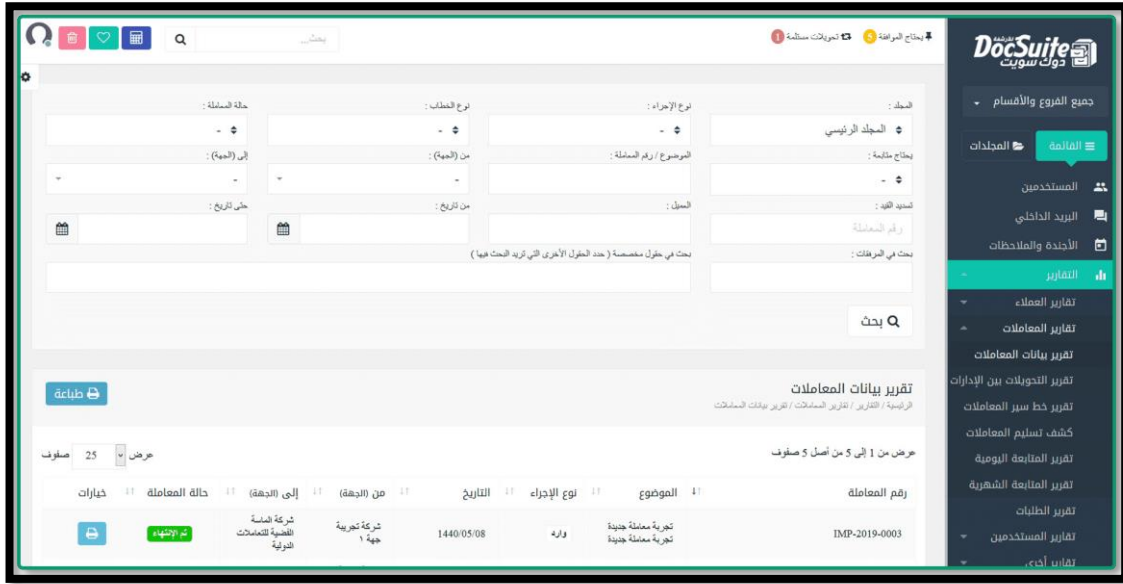 يحتاج الموافقة 5 تحويلات مستلمة 1
بحث...
للأرشفة
DocSuite
دوك سويت
جميع الفروع والأقسام
القائمة
المجلدات
المستخدمين
البريد الداخلي
الأجندة والملاحظات
التقارير
تقارير العملاء
تقارير المعاملات
تقرير بيانات المعاملات
تقرير التحويلات بين الإدارات
تقرير خط سير المعاملات
كشف تسليم المعاملات
تقرير المتابعة اليومية
تقرير المتابعة الشهرية
تقرير الطلبات
تقارير المستخدمين
تقارير أخرى
المجلد : نوع الإجراء : نوع الخطاب : حالة المعاملة :
المجلد الرئيسي - - -
يحتاج متابعة : الموضوع / رقم المعاملة : من (الجهة) : إلى (الجهة) :
- - -
تسديد القيد : العميل : من تاريخ : حتى تاريخ :
رقم المعاملة
بحث في المرفقات : بحث في حقول مخصصة ( حدد الحقول الأخرى التي تريد البحث فيها )
بحث
تقرير بيانات المعاملات
طباعة
الرئيسية / التقارير / تقارير المعاملات / تقرير بيانات المعاملات
عرض من 1 إلى 5 من أصل 5 صفوف
عرض 25 صفوف
رقم المعاملة الموضوع نوع الإجراء التاريخ من (الجهة) إلى (الجهة) حالة المعاملة خيارات
IMP-2019-0003 تجربة معاملة جديدة وارد 1440/05/08 شركة تجريبة شركة الماسة تم الإنتهاء
تجربة معاملة جديدة جهة ١ الفضية للتعاملات
الدولية